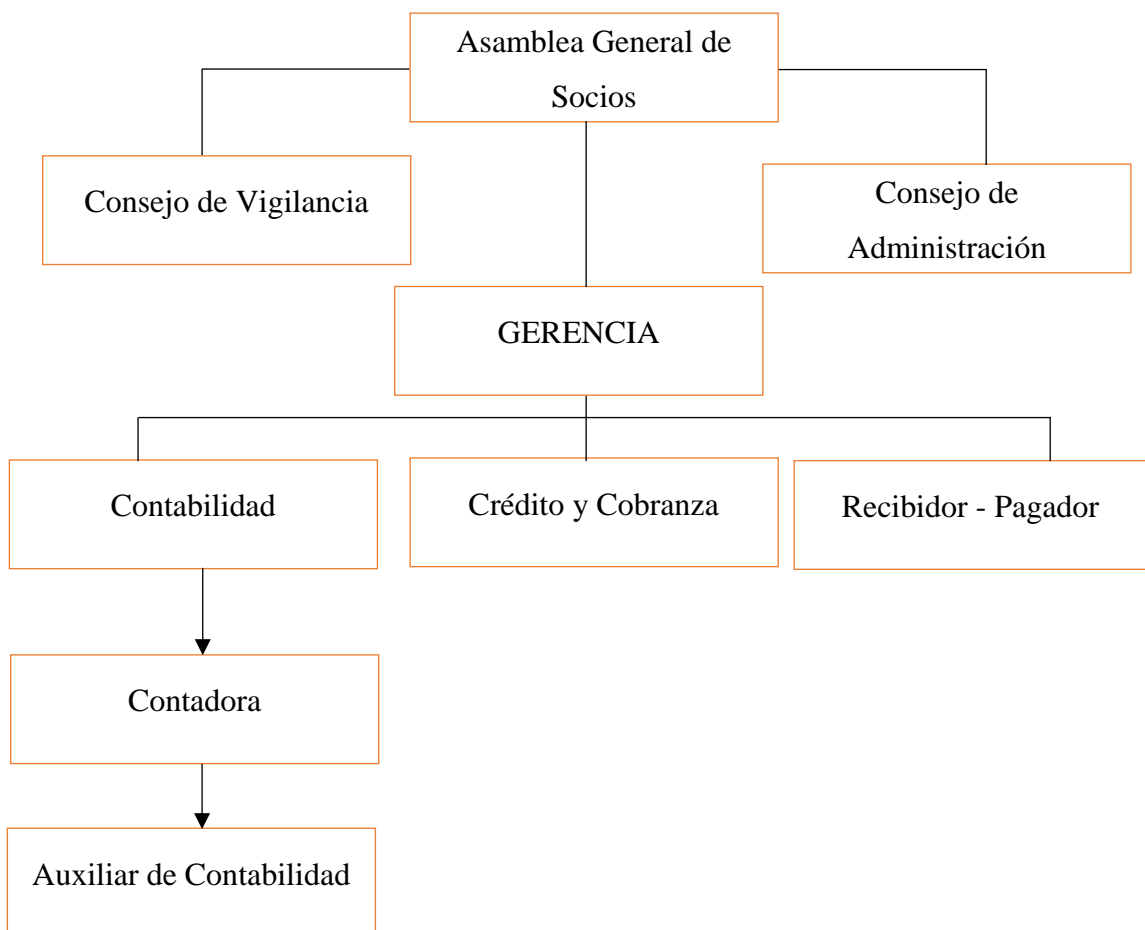 Asamblea General de
Socios
Consejo de Vigilancia
Consejo de
Administración
GERENCIA
Contabilidad
Crédito y Cobranza
Recibidor - Pagador
Contadora
Auxiliar de Contabilidad